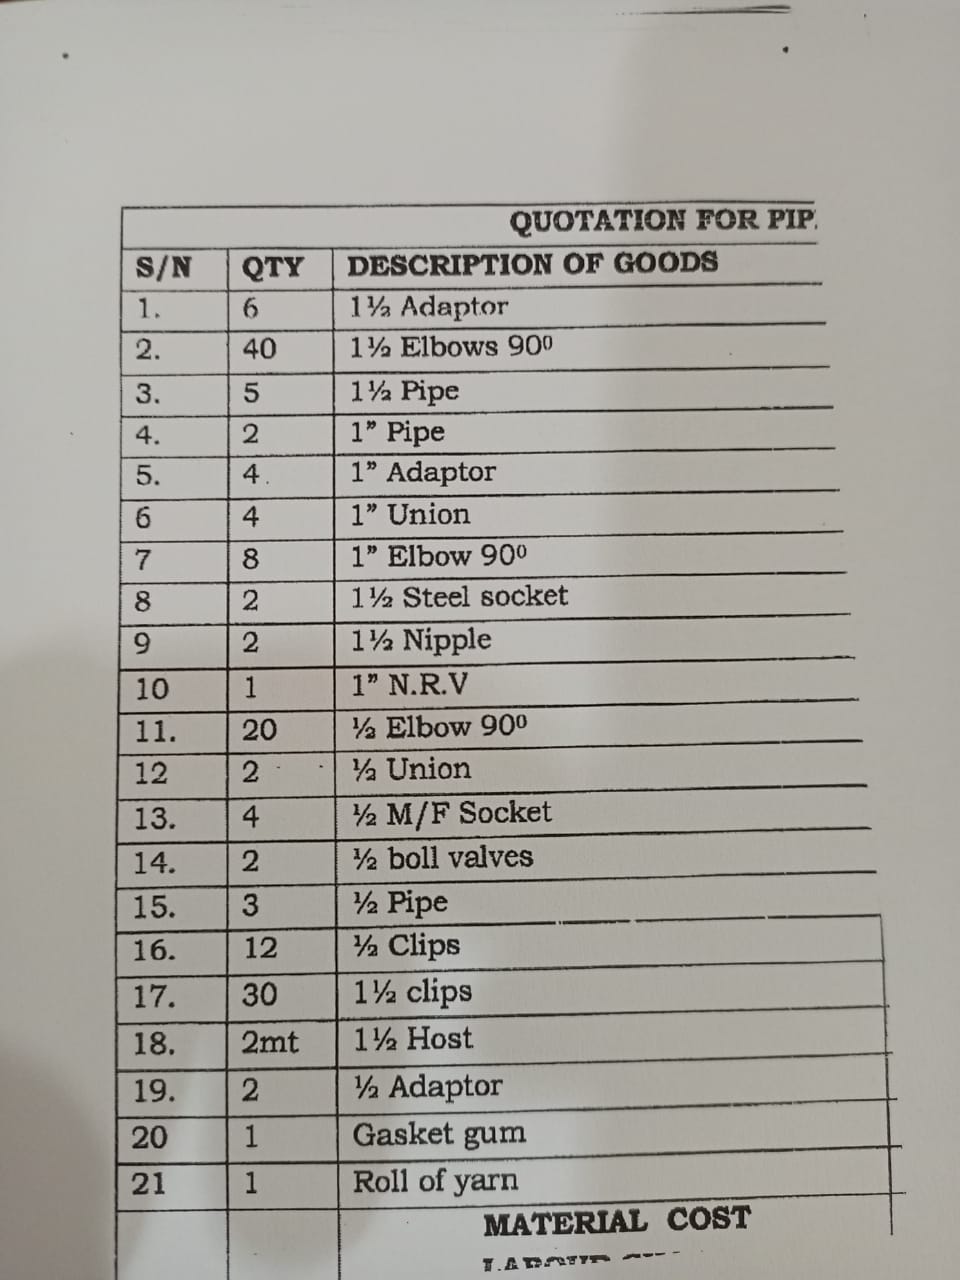 QUOTATION FOR PIP
S/N QTY DESCRIPTION OF GOODS
1. 6 1½ Adaptor
2. 40 1½ Elbows 90⁰
3. 5 1½ Pipe
4. 2 1” Pipe
5. 4. 1” Adaptor
6 4 1” Union
7 8 1” Elbow 90⁰
8 2 1½ Steel socket
9 2 1½ Nipple
10 1 1” N.R.V
11. 20 ½ Elbow 90⁰
12 2 ½ Union
13. 4 ½ M/F Socket
14. 2 ½ boll valves
15. 3 ½ Pipe
16. 12 ½ Clips
17. 30 1½ clips
18. 2mt 1½ Host
19. 2 ½ Adaptor
20 1 Gasket gum
21 1 Roll of yarn
MATERIAL COST